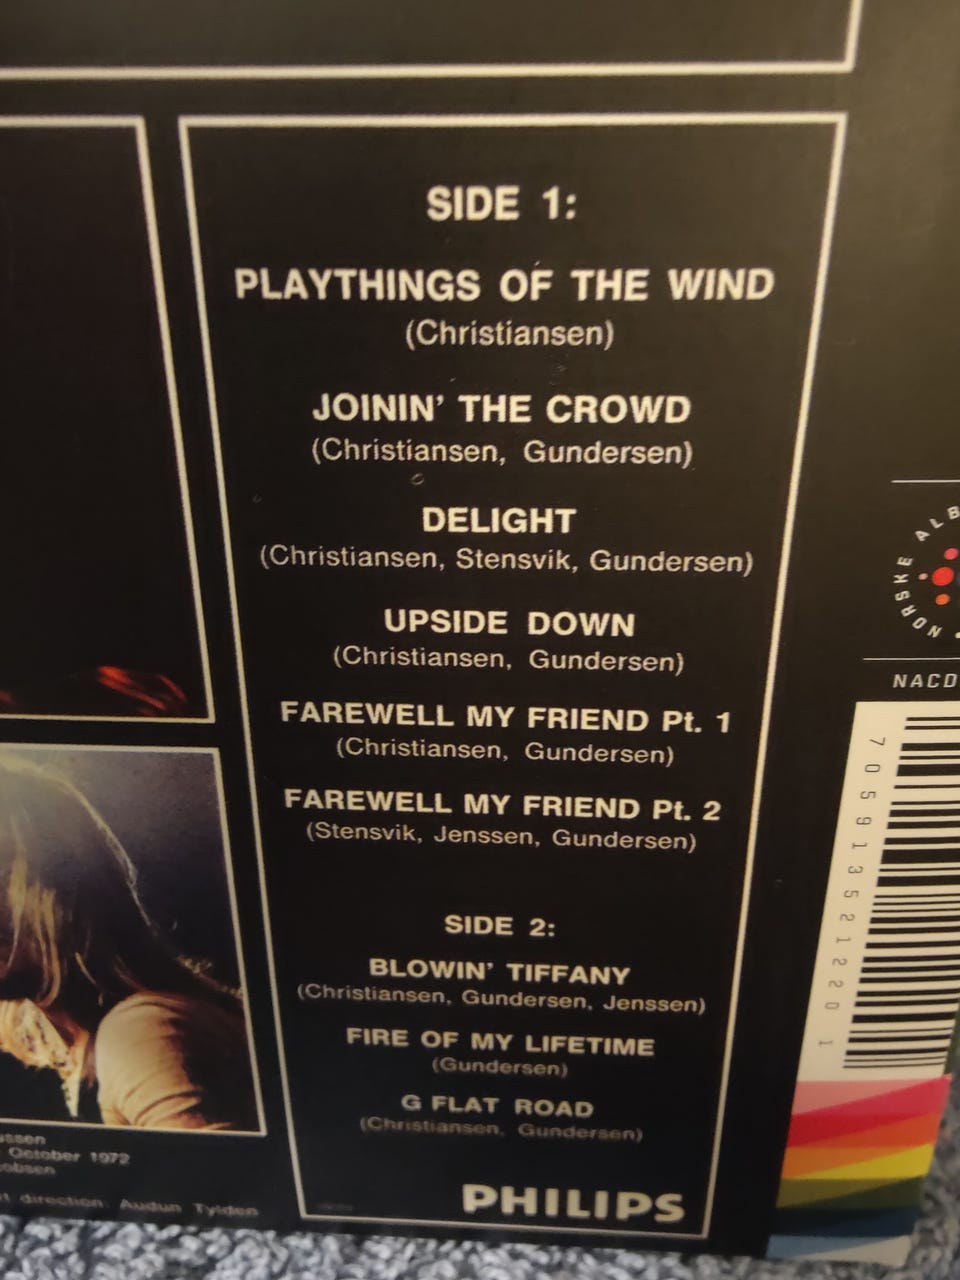 SIDE 1:
PLAYTHINGS OF THE WIND
(Christiansen)
JOININ' THE CROWD
(Christiansen, Gundersen)
DELIGHT
(Christiansen, Stensvik, Gundersen)
UPSIDE DOWN
(Christiansen, Gundersen)
FAREWELL MY FRIEND Pt. 1
(Christiansen, Gundersen)
FAREWELL MY FRIEND Pt. 2
(Stensvik, Jenssen, Gundersen)
SIDE 2:
BLOWIN' TIFFANY
(Christiansen, Gundersen, Jenssen)
FIRE OF MY LIFETIME
(Gundersen)
G FLAT ROAD
(Christiansen, Gundersen)
PHILIPS
NORSKE ALB
NACD
7 059135 21220 1
ussen
October 1972
obsen
direction: Audun Tylden